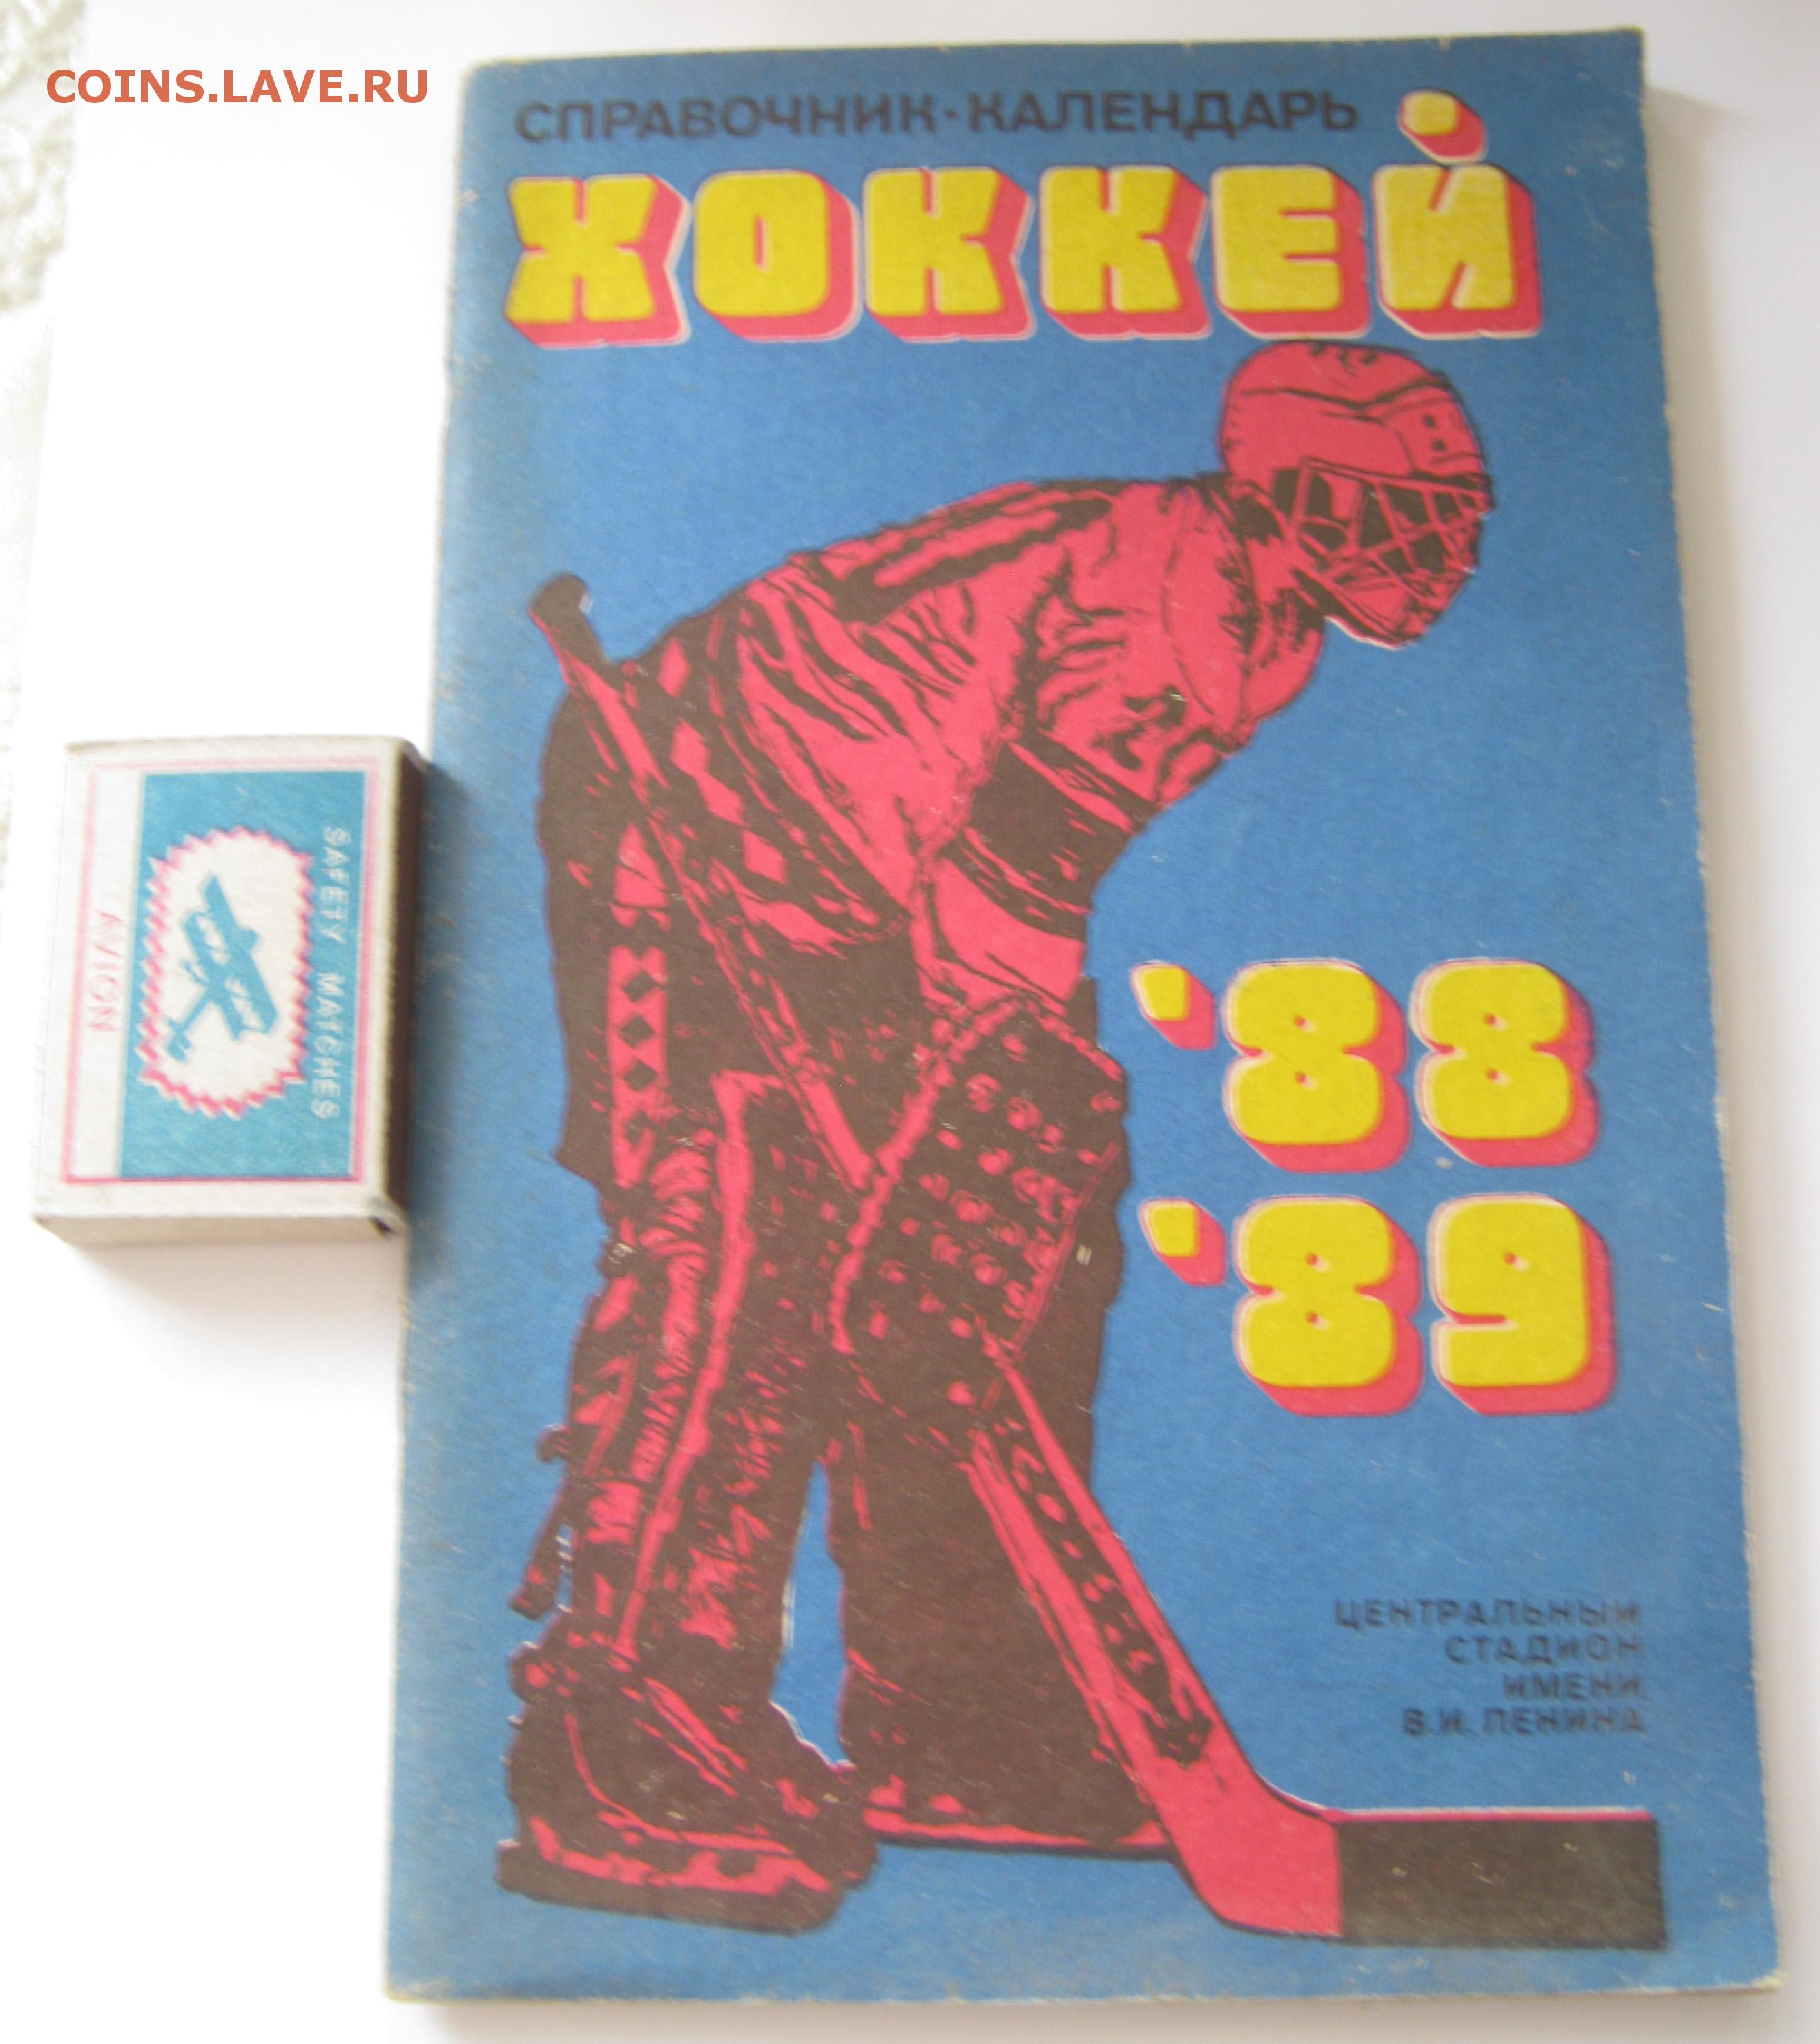 COINS.LAVE.RU
СПРАВОЧНИК-КАЛЕНДАРЬ
ХОККЕЙ
'88
'89
ЦЕНТРАЛЬНЫЙ
СТАДИОН
ИМЕНИ
В.И. ЛЕНИНА
SAFETY MATCHES
AVION